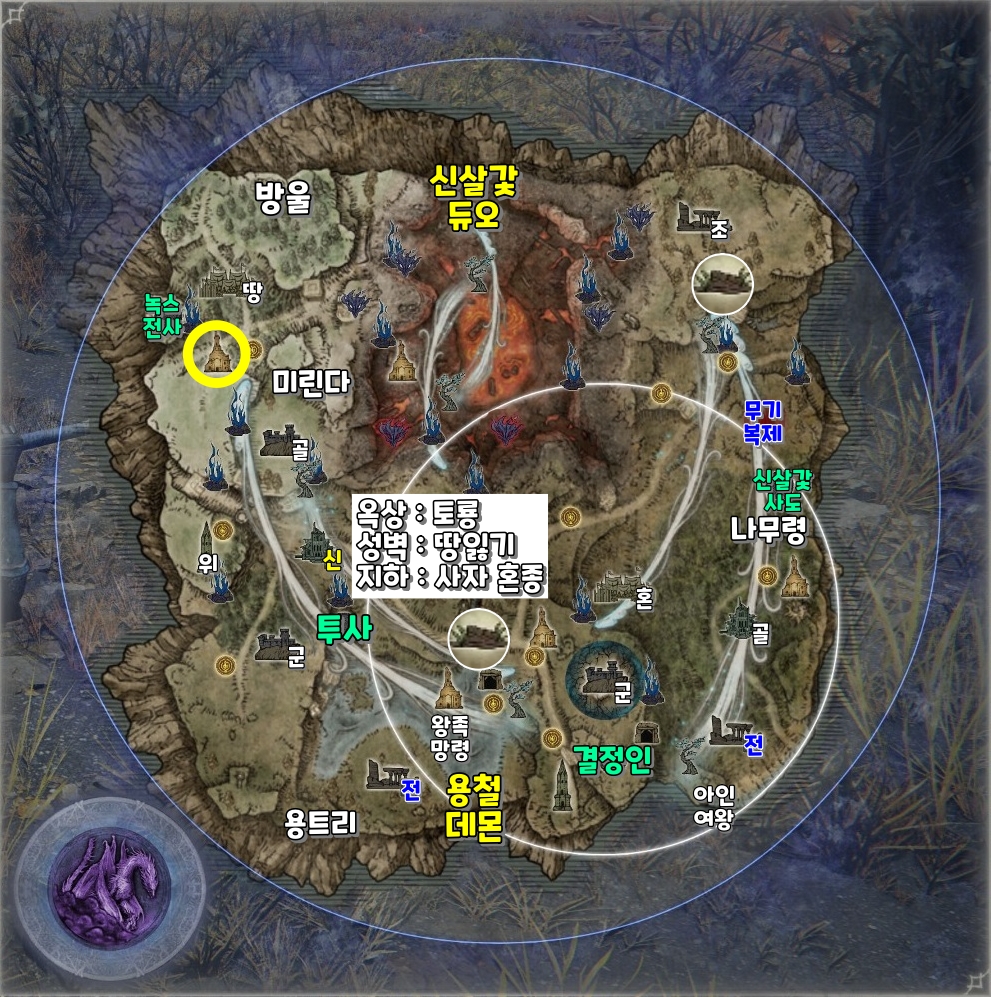 방울
신살갗
듀오
조
땅
녹스
전사
미린다
무기
복제
골
신살갗
사도
나무령
옥상 : 토룡
성벽 : 땅잃기
지하 : 사자 혼종
위
신
혼
투사
골
군
군
왕족
망령
결정인
전
전
용철
데몬
용트리
아인
여왕